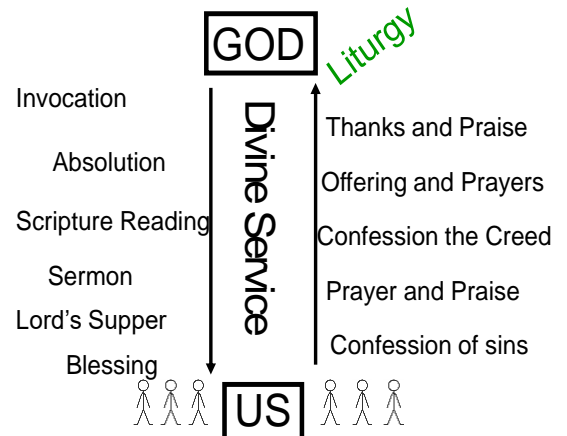 GOD
Liturgy
Invocation
Absolution
Scripture Reading
Sermon
Lord's Supper
Blessing
Divine Service
Thanks and Praise
Offering and Prayers
Confession the Creed
Prayer and Praise
Confession of sins
US